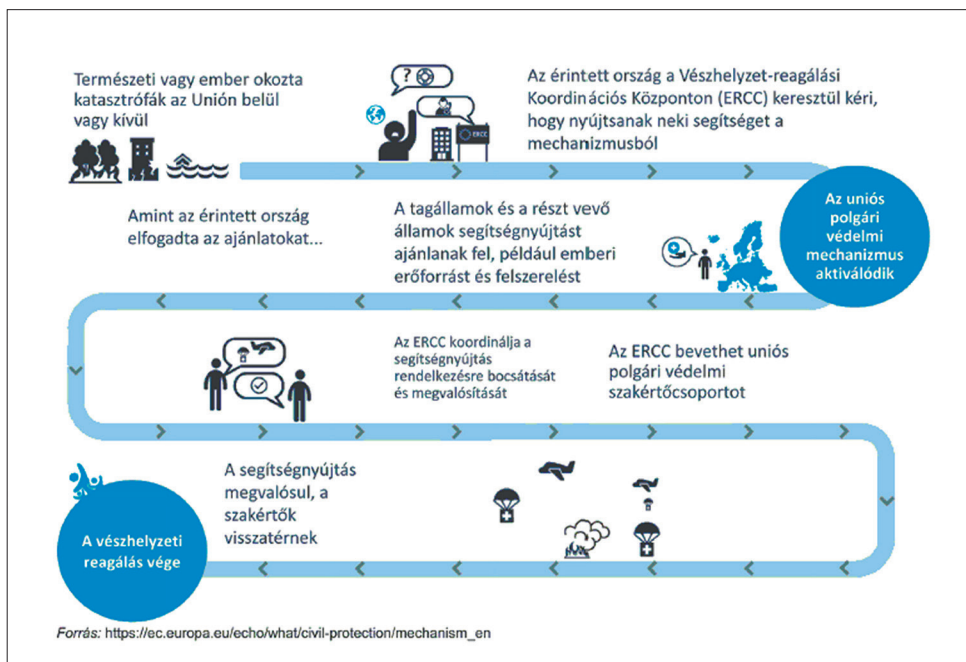 Természeti vagy ember okozta
katasztrófák az Unión belül
vagy kívül
?
ERCC
Az érintett ország a Vészhelyzet-reagálási
Koordinációs Központon (ERCC) keresztül kéri,
hogy nyújtsanak neki segítséget a
mechanizmusból
Az uniós
polgári
védelmi
mechanizmus
aktiválódik
A tagállamok és a részt vevő
államok segítségnyújtást
ajánlanak fel, például emberi
erőforrást és felszerelést
Amint az érintett ország
elfogadta az ajánlatokat...
Az ERCC koordinálja a
segítségnyújtás
rendelkezésre bocsátását
és megvalósítását
Az ERCC bevethet uniós
polgári védelmi
szakértőcsoportot
A segítségnyújtás
megvalósul, a
szakértők
visszatérnek
A vészhelyzeti
reagálás vége
Forrás: https://ec.europa.eu/echo/what/civil-protection/mechanism_en